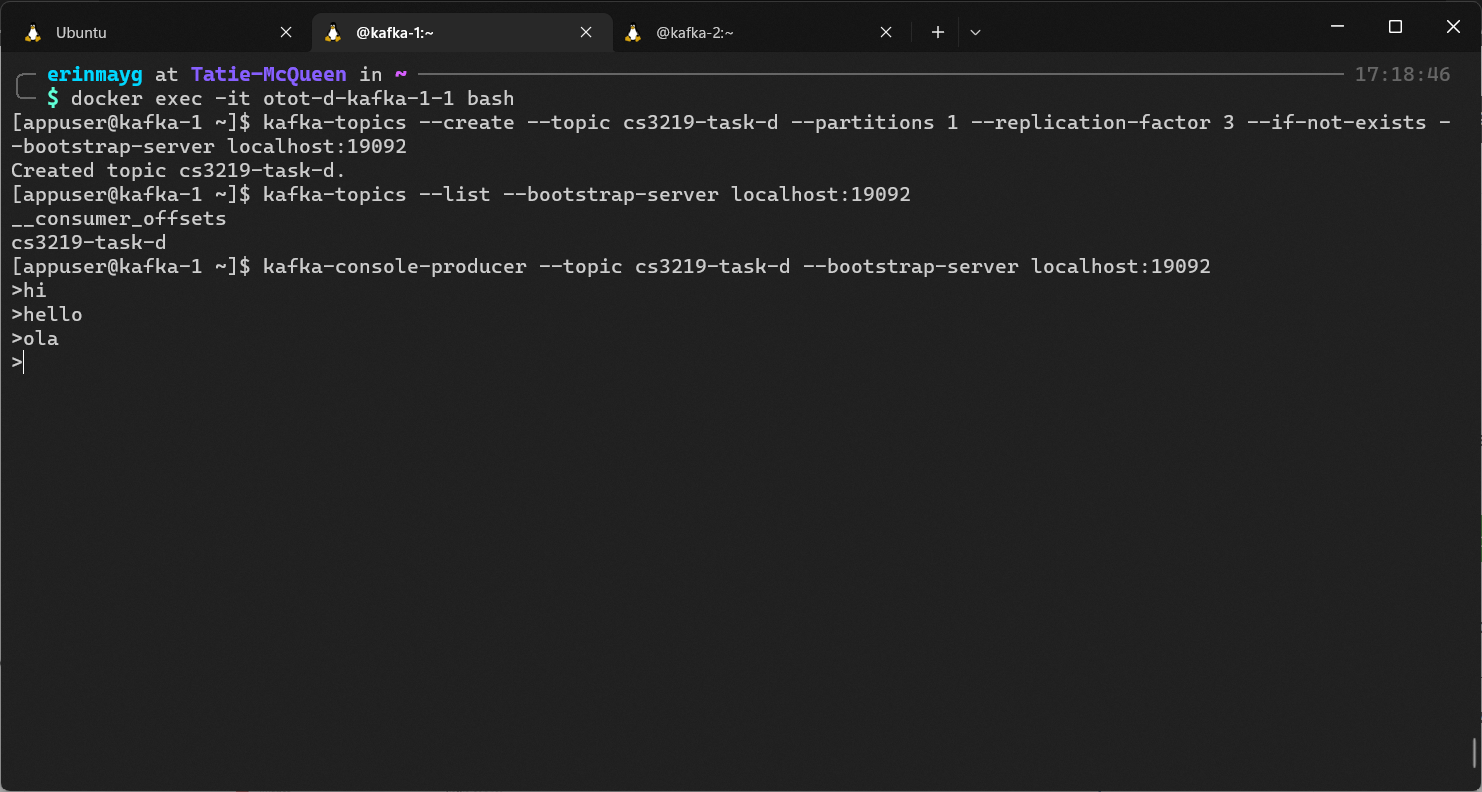 Ubuntu
@kafka-1:~
@kafka-2:~
erinmayg at Tatie-McQueen in ~ 17:18:46
$ docker exec -it otot-d-kafka-1-1 bash
[appuser@kafka-1 ~]$ kafka-topics --create --topic cs3219-task-d --partitions 1 --replication-factor 3 --if-not-exists -
-bootstrap-server localhost:19092
Created topic cs3219-task-d.
[appuser@kafka-1 ~]$ kafka-topics --list --bootstrap-server localhost:19092
__consumer_offsets
cs3219-task-d
[appuser@kafka-1 ~]$ kafka-console-producer --topic cs3219-task-d --bootstrap-server localhost:19092
>hi
>hello
>ola
>